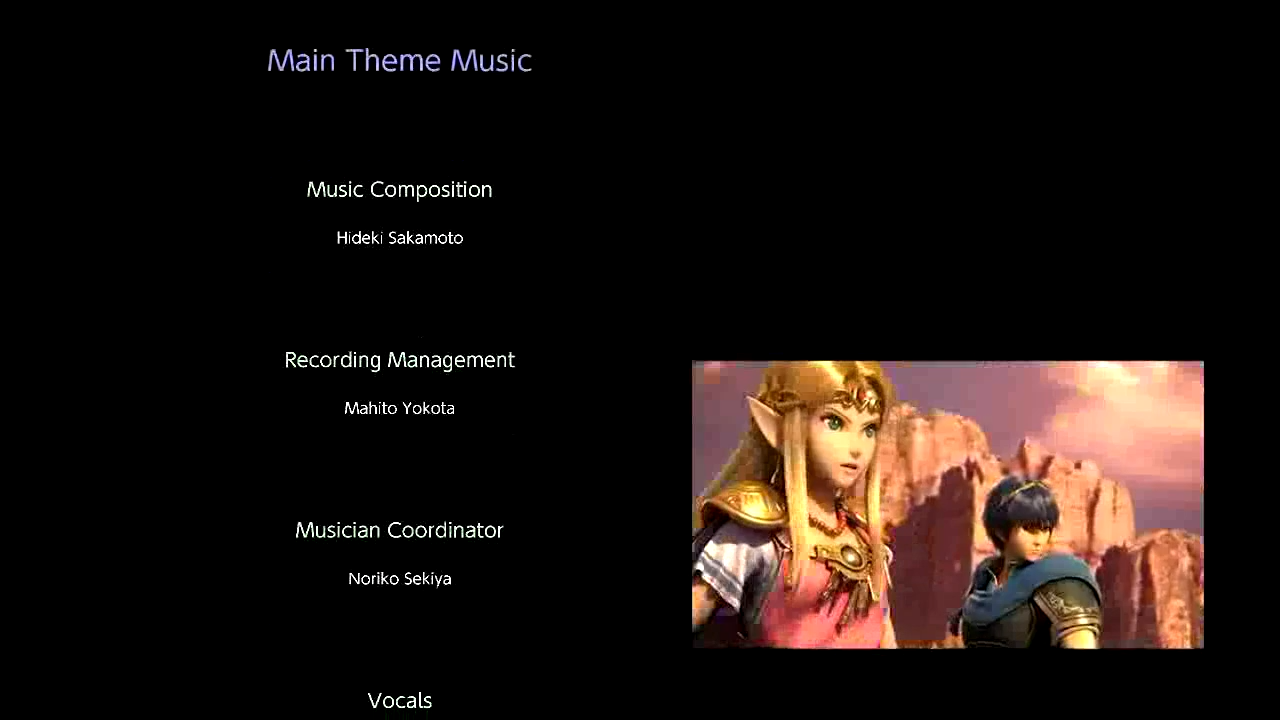 Main Theme Music
Music Composition
Hideki Sakamoto
Recording Management
Mahito Yokota
Musician Coordinator
Noriko Sekiya
Vocals